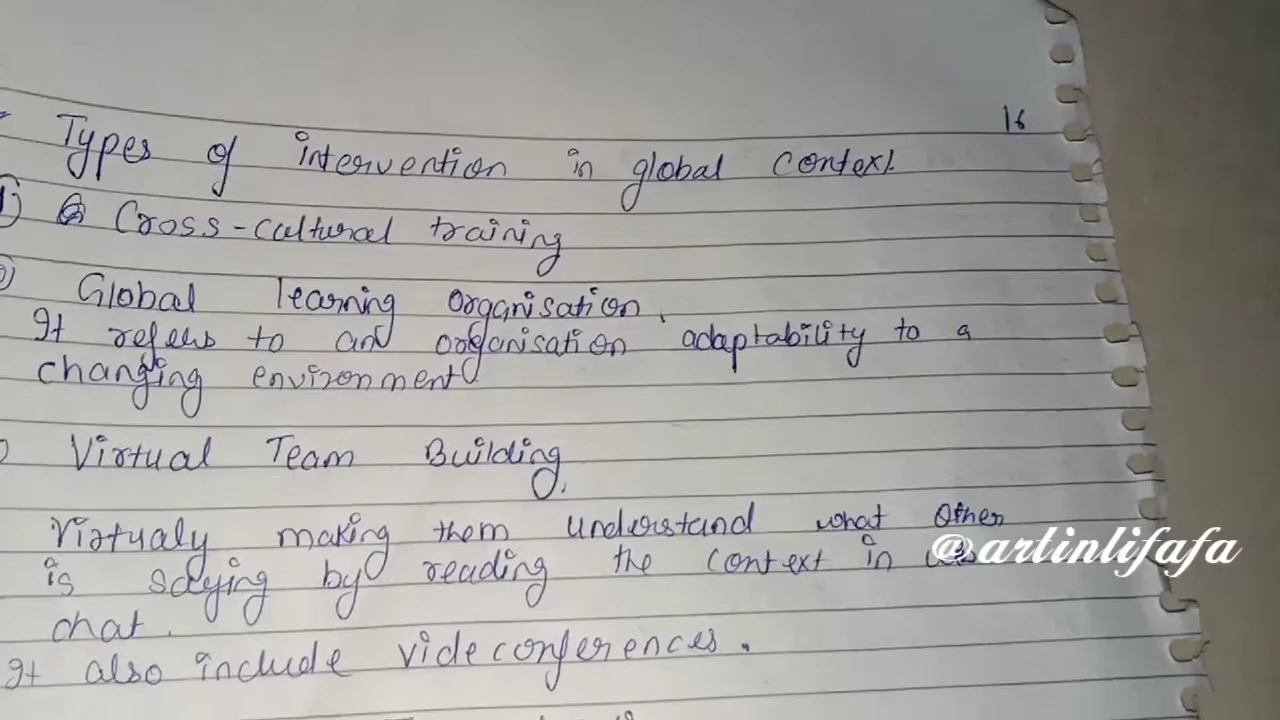 16
Types of intervention in global context.
1) Cross-cultural training
Global learning organisation.
It refers to an organisation adaptability to a
changing environment
Virtual Team Building.
Virtualy making them understand what other
is saying by reading the context in
chat.
It also include videconferences.
@artinlifafa